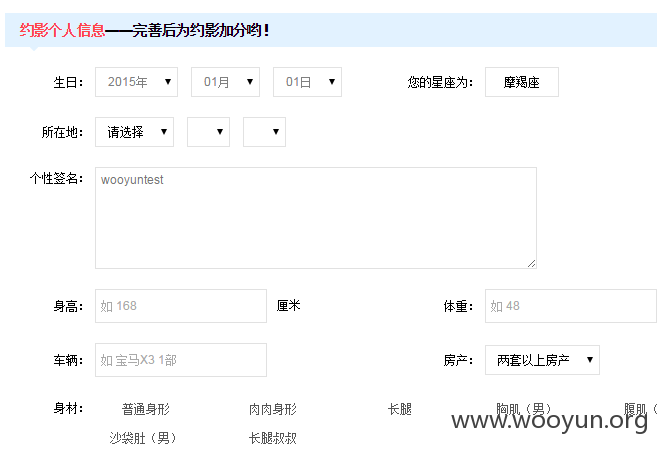 约影个人信息——完善后为约影加分哟！
生日： 2015年 01月 01日 您的星座为： 摩羯座
所在地： 请选择
个性签名： wooyuntest
身高： 如 168 厘米 体重： 如 48
车辆： 如 宝马X3 1部 房产： 两套以上房产
身材： 普通身形 肉肉身形 长腿 胸肌（男） 腹肌（
沙袋肚（男） 长腿叔叔
www.wooyun.org